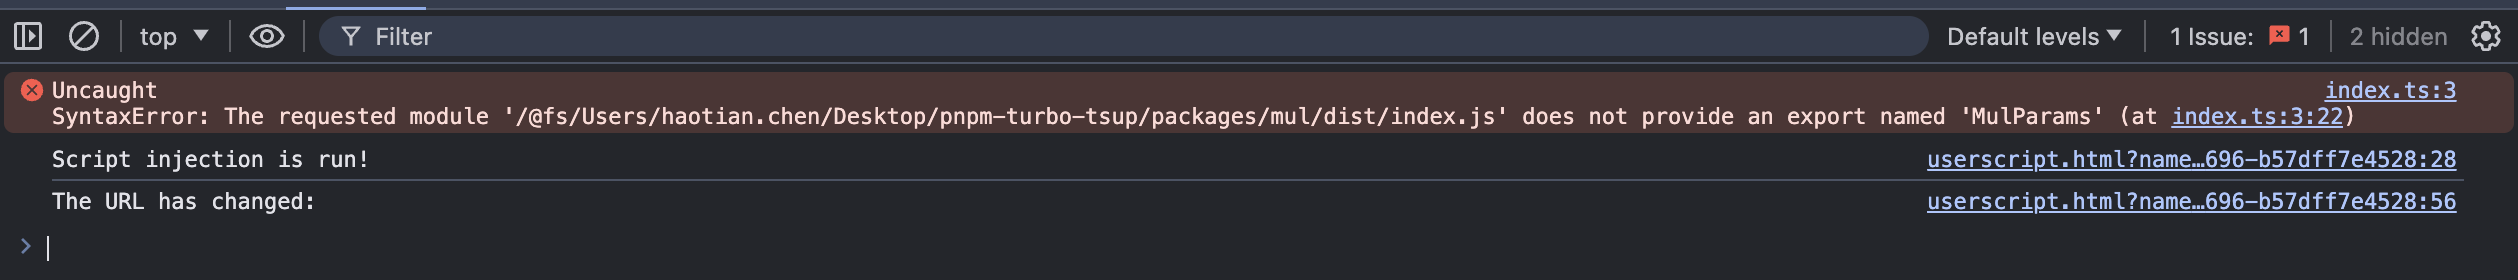 top Filter Default levels 1 Issue: 1 2 hidden
Uncaught index.ts:3
SyntaxError: The requested module '/@fs/Users/haotian.chen/Desktop/pnpm-turbo-tsup/packages/mul/dist/index.js' does not provide an export named 'MulParams' (at index.ts:3:22)
Script injection is run! userscript.html?name…696-b57dff7e4528:28
The URL has changed: userscript.html?name…696-b57dff7e4528:56